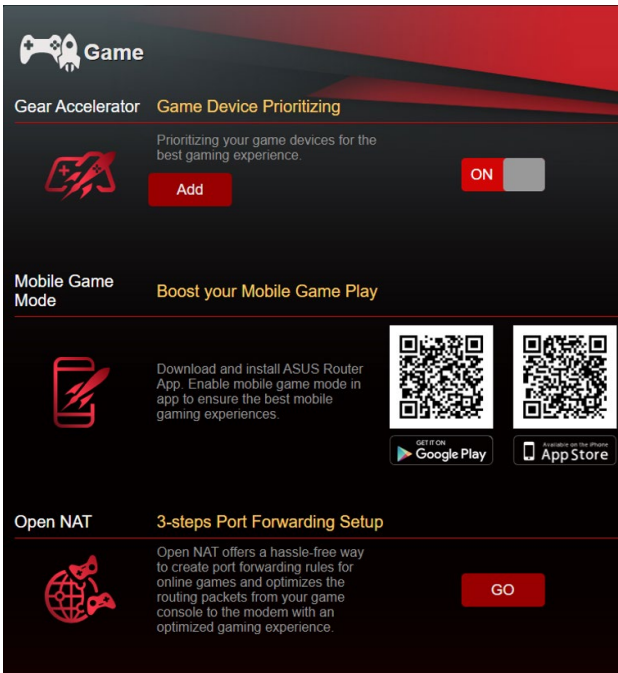 Game
Gear Accelerator
Game Device Prioritizing
Prioritizing your game devices for the
best gaming experience.
Add
ON
Mobile Game
Mode
Boost your Mobile Game Play
Download and install ASUS Router
App. Enable mobile game mode in
app to ensure the best mobile
gaming experiences.
GET IT ON
Google Play
Available on the iPhone
App Store
Open NAT
3-steps Port Forwarding Setup
Open NAT offers a hassle-free way
to create port forwarding rules for
online games and optimizes the
routing packets from your game
console to the modem with an
optimized gaming experience.
GO